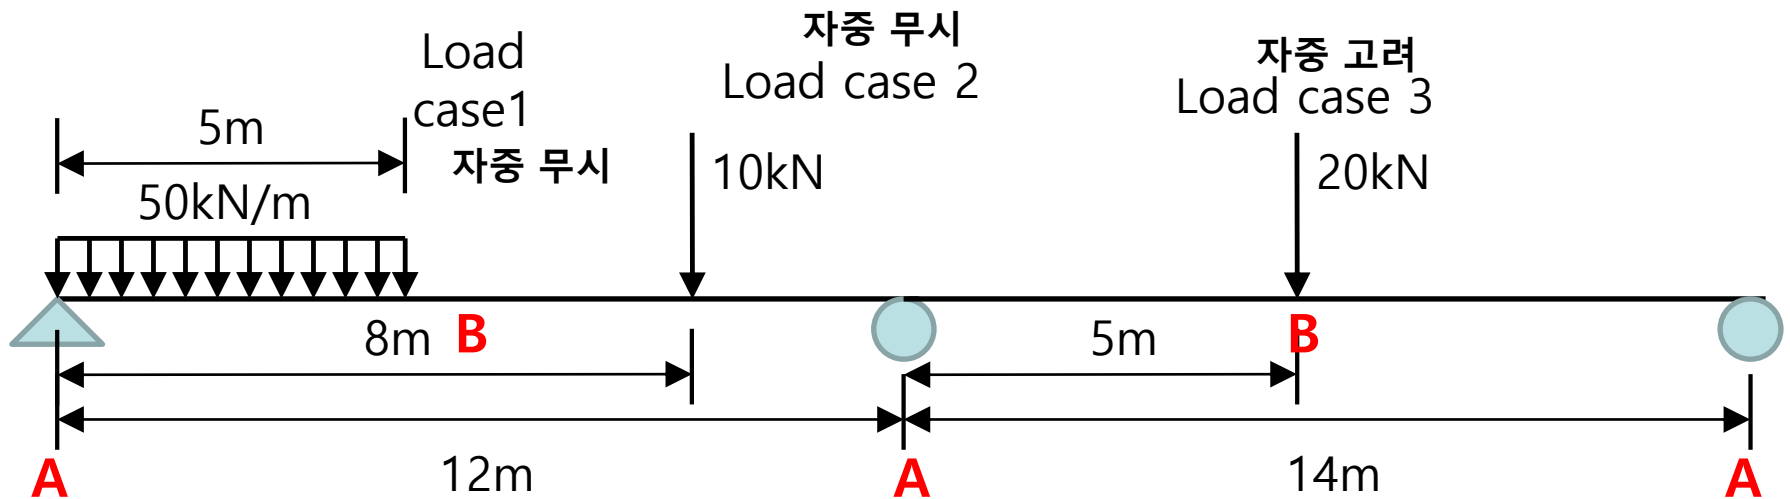 Load
case1
자중 무시
자중 무시
Load case 2
자중 고려
Load case 3
5m
50kN/m
10kN
20kN
8m
B
5m
B
A
12m
A
14m
A